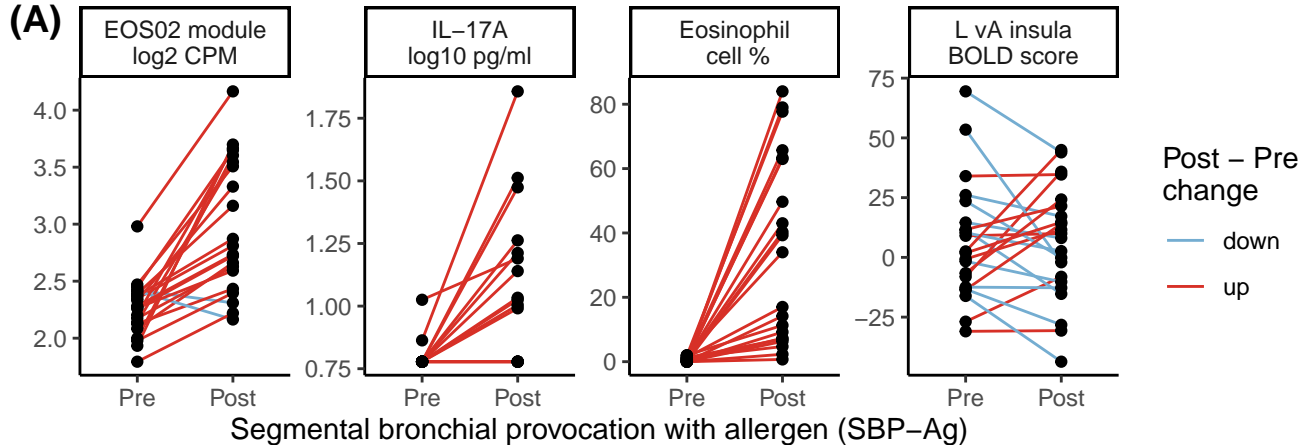 (A)
EOS02 module
log2 CPM
IL−17A
log10 pg/ml
Eosinophil
cell %
L vA insula
BOLD score
4.0
3.5
3.0
2.5
2.0
1.75
1.50
1.25
1.00
0.75
80
60
40
20
0
75
50
25
0
−25
Pre Post
Pre Post
Pre Post
Pre Post
Segmental bronchial provocation with allergen (SBP−Ag)
Post − Pre
change
down
up